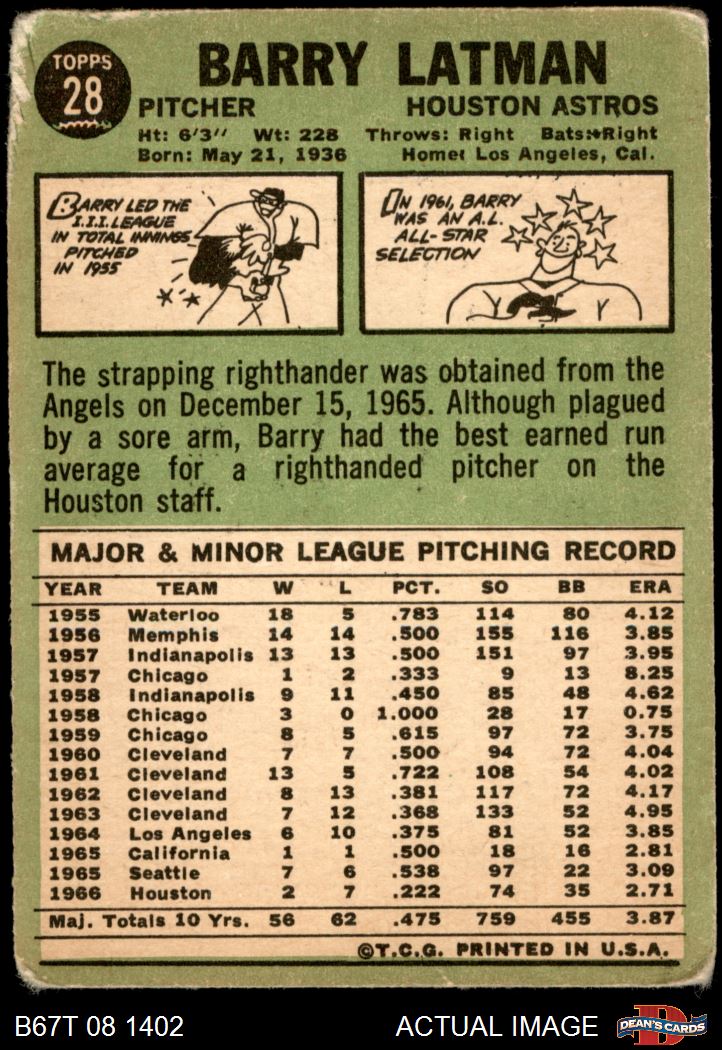 TOPPS
28
BARRY LATMAN
PITCHER HOUSTON ASTROS
Ht: 6'3" Wt: 228 Throws: Right Bats: Right
Born: May 21, 1936 Home: Los Angeles, Cal.
BARRY LED THE
I.I.I. LEAGUE
IN TOTAL INNINGS
PITCHED
IN 1955
IN 1961, BARRY
WAS AN A.L.
ALL-STAR
SELECTION
The strapping righthander was obtained from the
Angels on December 15, 1965. Although plagued
by a sore arm, Barry had the best earned run
average for a righthanded pitcher on the
Houston staff.
MAJOR & MINOR LEAGUE PITCHING RECORD
YEAR TEAM W L PCT. SO BB ERA
1955 Waterloo 18 5 .783 114 80 4.12
1956 Memphis 14 14 .500 155 116 3.85
1957 Indianapolis 13 13 .500 151 97 3.95
1957 Chicago 1 2 .333 9 13 8.25
1958 Indianapolis 9 11 .450 85 48 4.62
1958 Chicago 3 0 1.000 28 17 0.75
1959 Chicago 8 5 .615 97 72 3.75
1960 Cleveland 7 7 .500 94 72 4.04
1961 Cleveland 13 5 .722 108 54 4.02
1962 Cleveland 8 13 .381 117 72 4.17
1963 Cleveland 7 12 .368 133 52 4.95
1964 Los Angeles 6 10 .375 81 52 3.85
1965 California 1 1 .500 18 16 2.81
1965 Seattle 7 6 .538 97 22 3.09
1966 Houston 2 7 .222 74 35 2.71
Maj. Totals 10 Yrs. 56 62 .475 759 455 3.87
©T.C.G. PRINTED IN U.S.A.
B67T 08 1402 ACTUAL IMAGE
D
DEAN'S CARDS